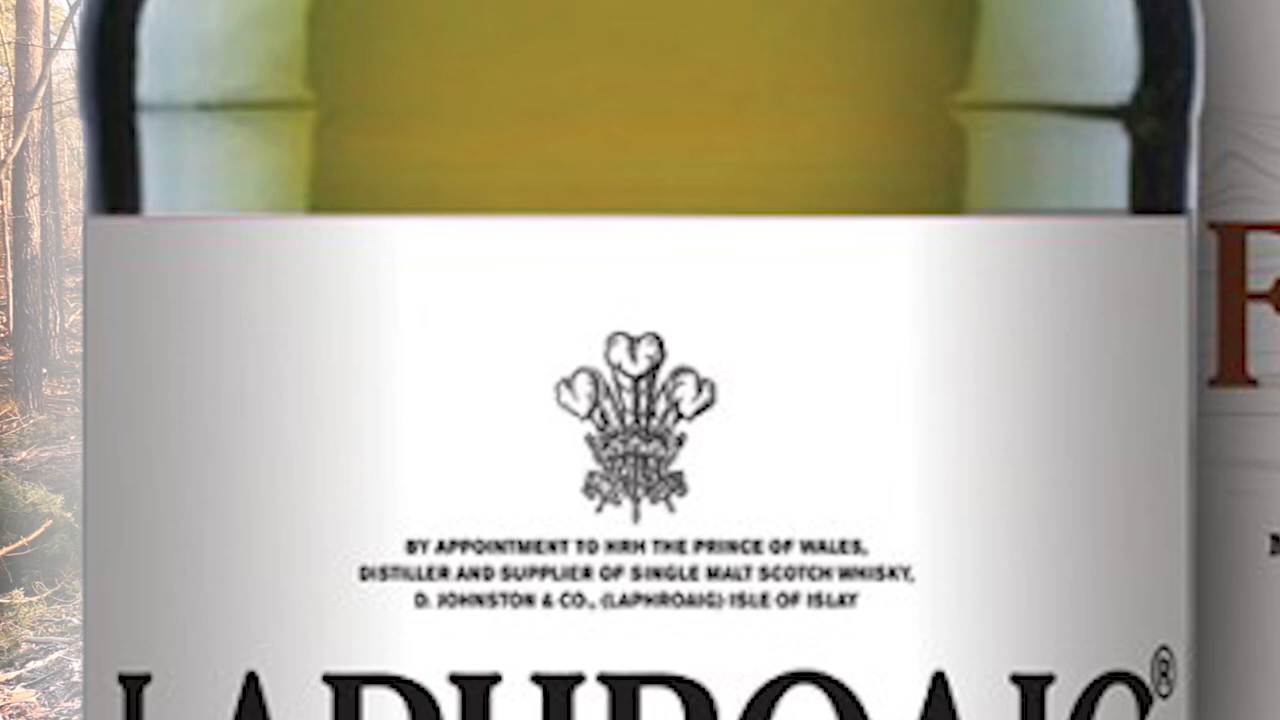 BY APPOINTMENT TO HRH THE PRINCE OF WALES,
DISTILLER AND SUPPLIER OF SINGLE MALT SCOTCH WHISKY,
D. JOHNSTON & CO., (LAPHROAIG) ISLE OF ISLAY
LAPHROAIG®
F